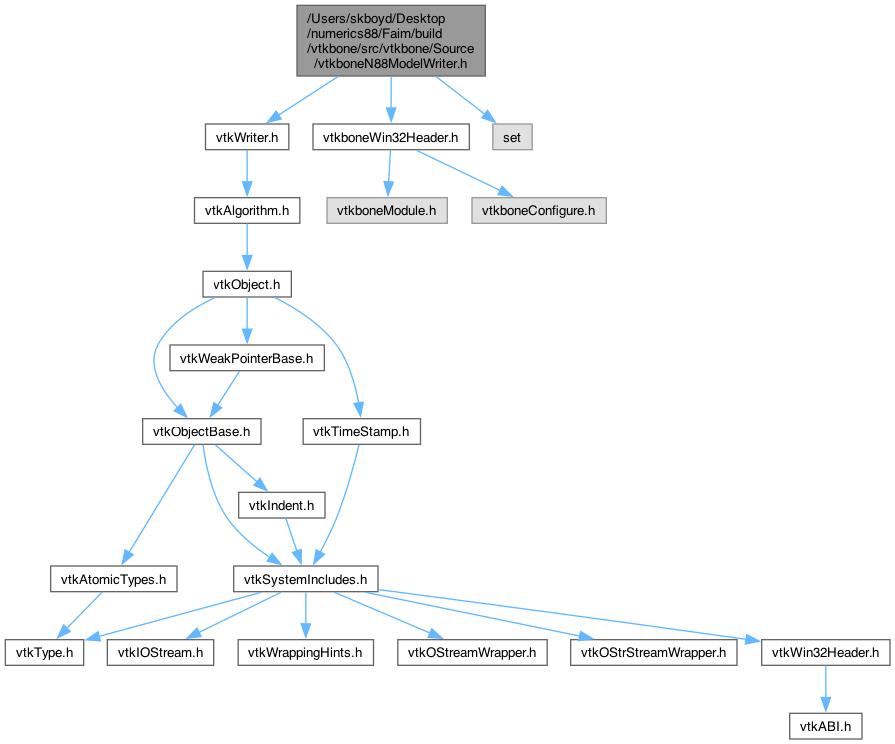 /Users/skboyd/Desktop
/numerics88/Faim/build
/vtkbone/src/vtkbone/Source
/vtkboneN88ModelWriter.h
vtkWriter.h
vtkboneWin32Header.h
set
vtkAlgorithm.h
vtkboneModule.h
vtkboneConfigure.h
vtkObject.h
vtkWeakPointerBase.h
vtkObjectBase.h
vtkTimeStamp.h
vtkIndent.h
vtkAtomicTypes.h
vtkSystemIncludes.h
vtkType.h
vtkIOStream.h
vtkWrappingHints.h
vtkOStreamWrapper.h
vtkOStrStreamWrapper.h
vtkWin32Header.h
vtkABI.h